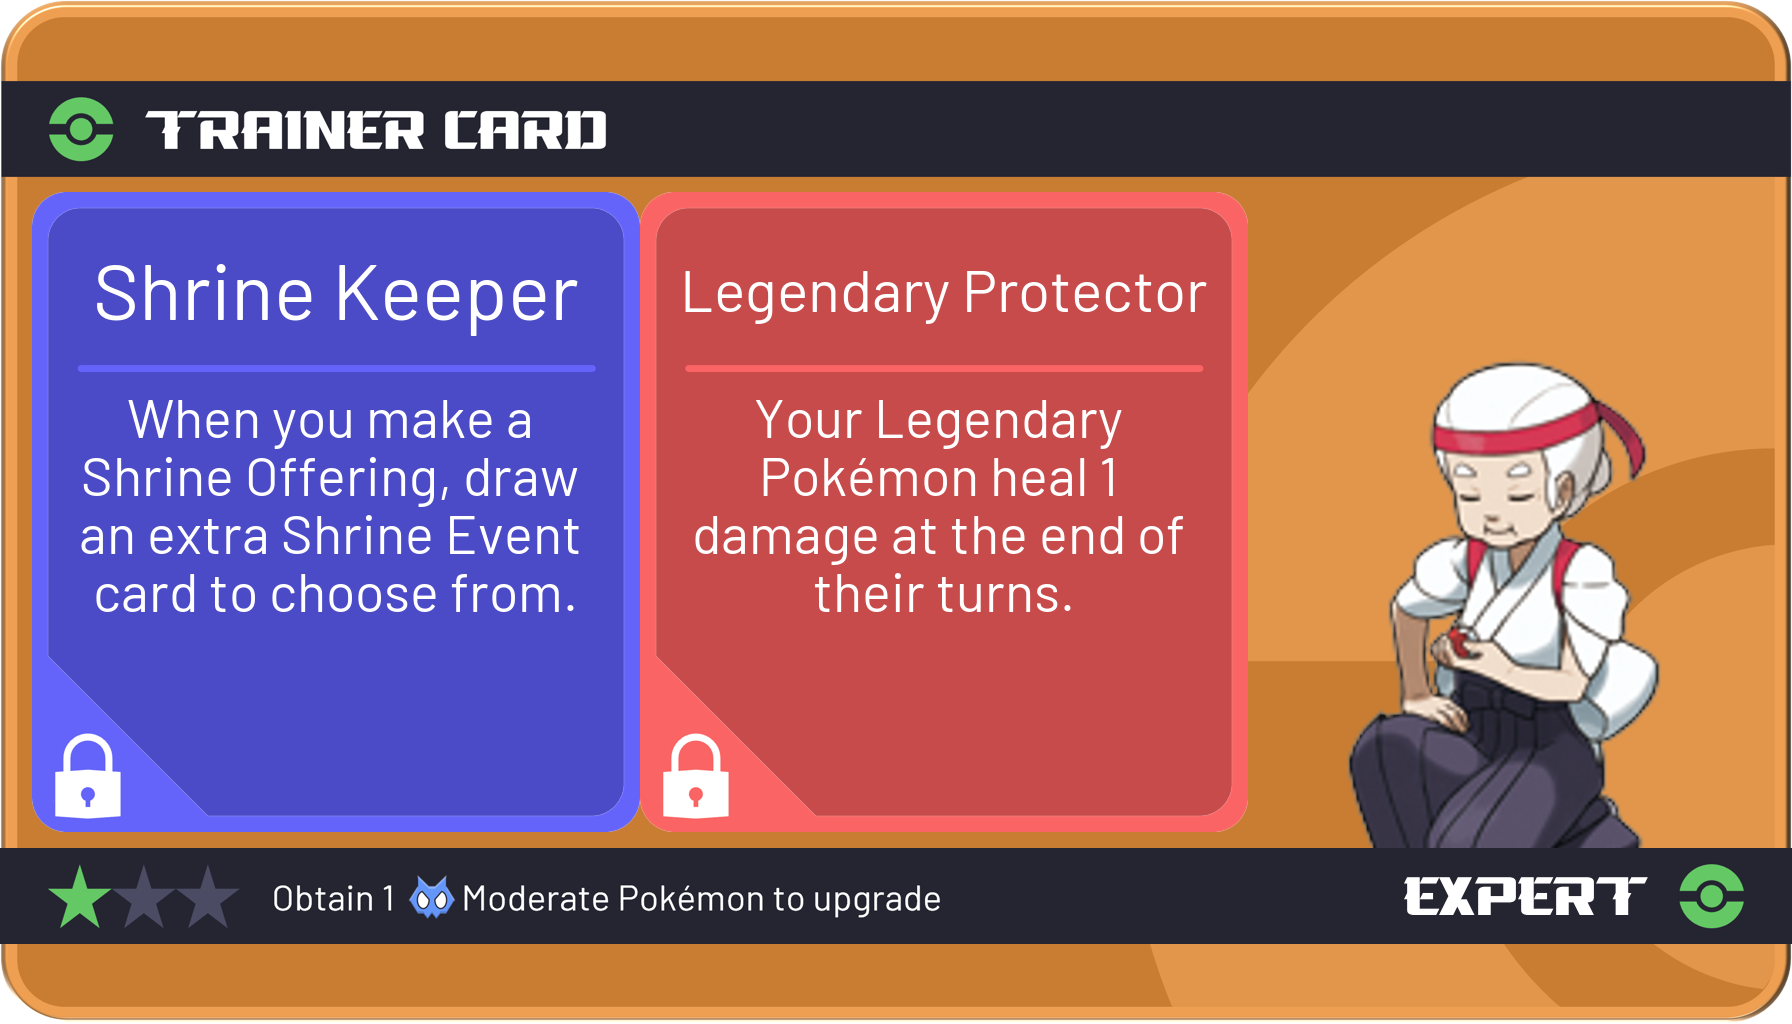 TRAINER CARD
Shrine Keeper
When you make a
Shrine Offering, draw
an extra Shrine Event
card to choose from.
Legendary Protector
Your Legendary
Pokémon heal 1
damage at the end of
their turns.
Obtain 1 Moderate Pokémon to upgrade
EXPERT